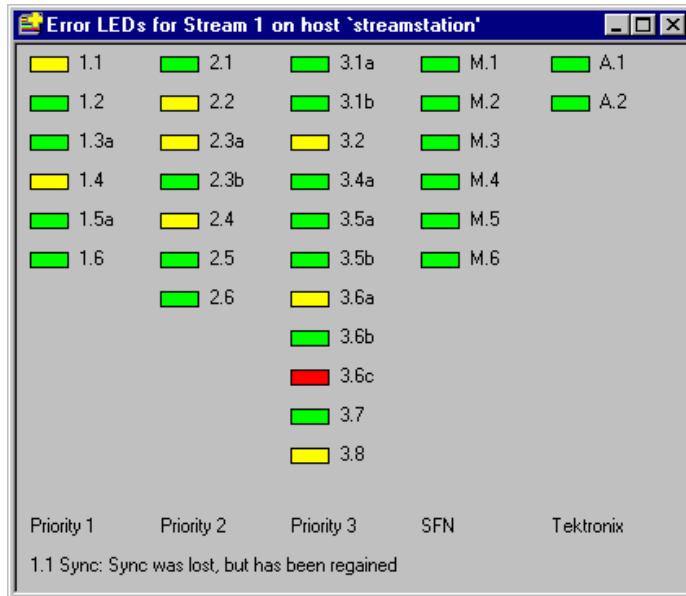 Error LEDs for Stream 1 on host `streamstation'
1.1 2.1 3.1a M.1 A.1
1.2 2.2 3.1b M.2 A.2
1.3a 2.3a 3.2 M.3
1.4 2.3b 3.4a M.4
1.5a 2.4 3.5a M.5
1.6 2.5 3.5b M.6
2.6 3.6a
3.6b
3.6c
3.7
3.8
Priority 1 Priority 2 Priority 3 SFN Tektronix
1.1 Sync: Sync was lost, but has been regained